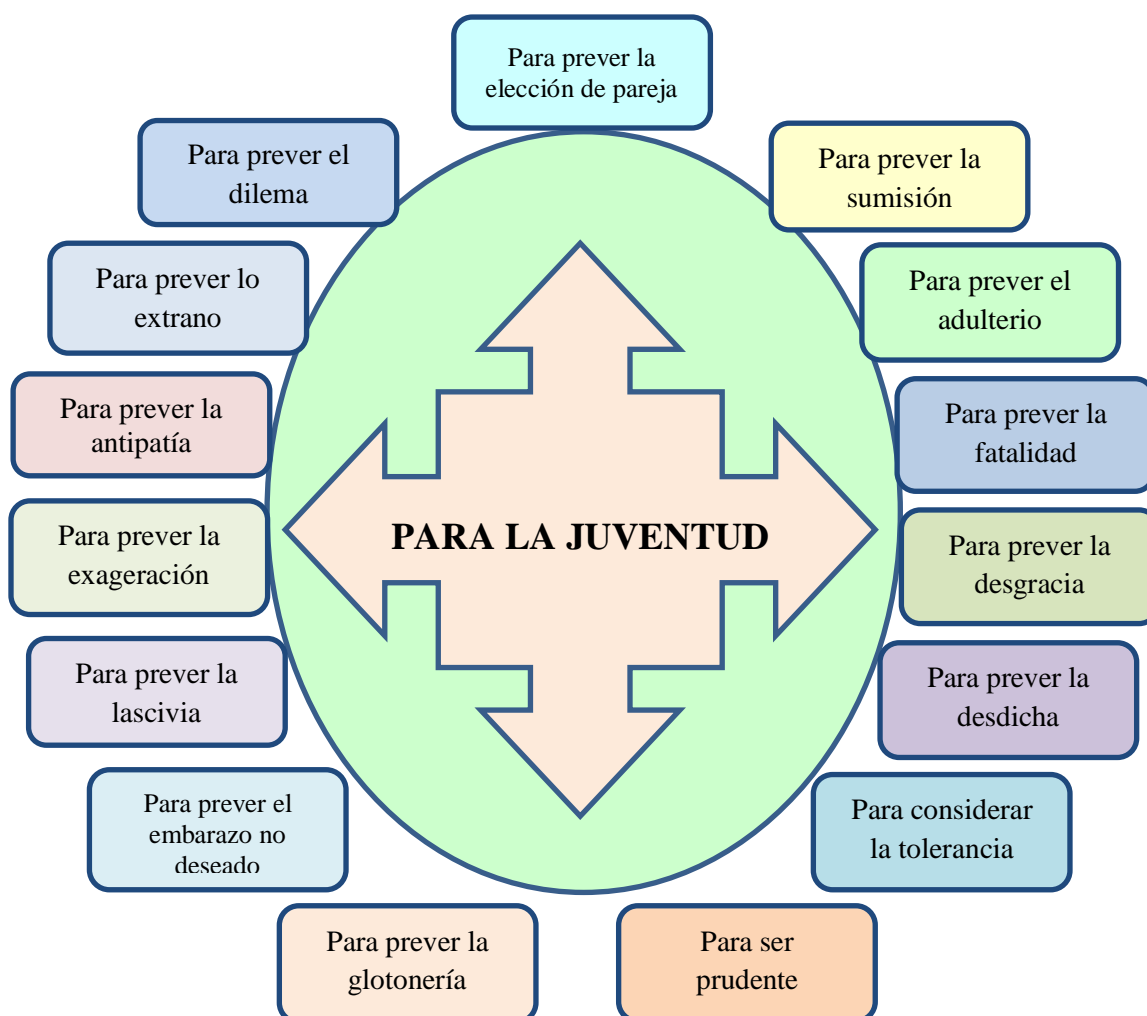 Para prever la
elección de pareja
Para prever el
dilema
Para prever la
sumisión
Para prever lo
extrano
Para prever el
adulterio
Para prever la
antipatía
Para prever la
fatalidad
Para prever la
exageración
PARA LA JUVENTUD
Para prever la
desgracia
Para prever la
lascivia
Para prever la
desdicha
Para prever el
embarazo no
deseado
Para considerar
la tolerancia
Para prever la
glotonería
Para ser
prudente